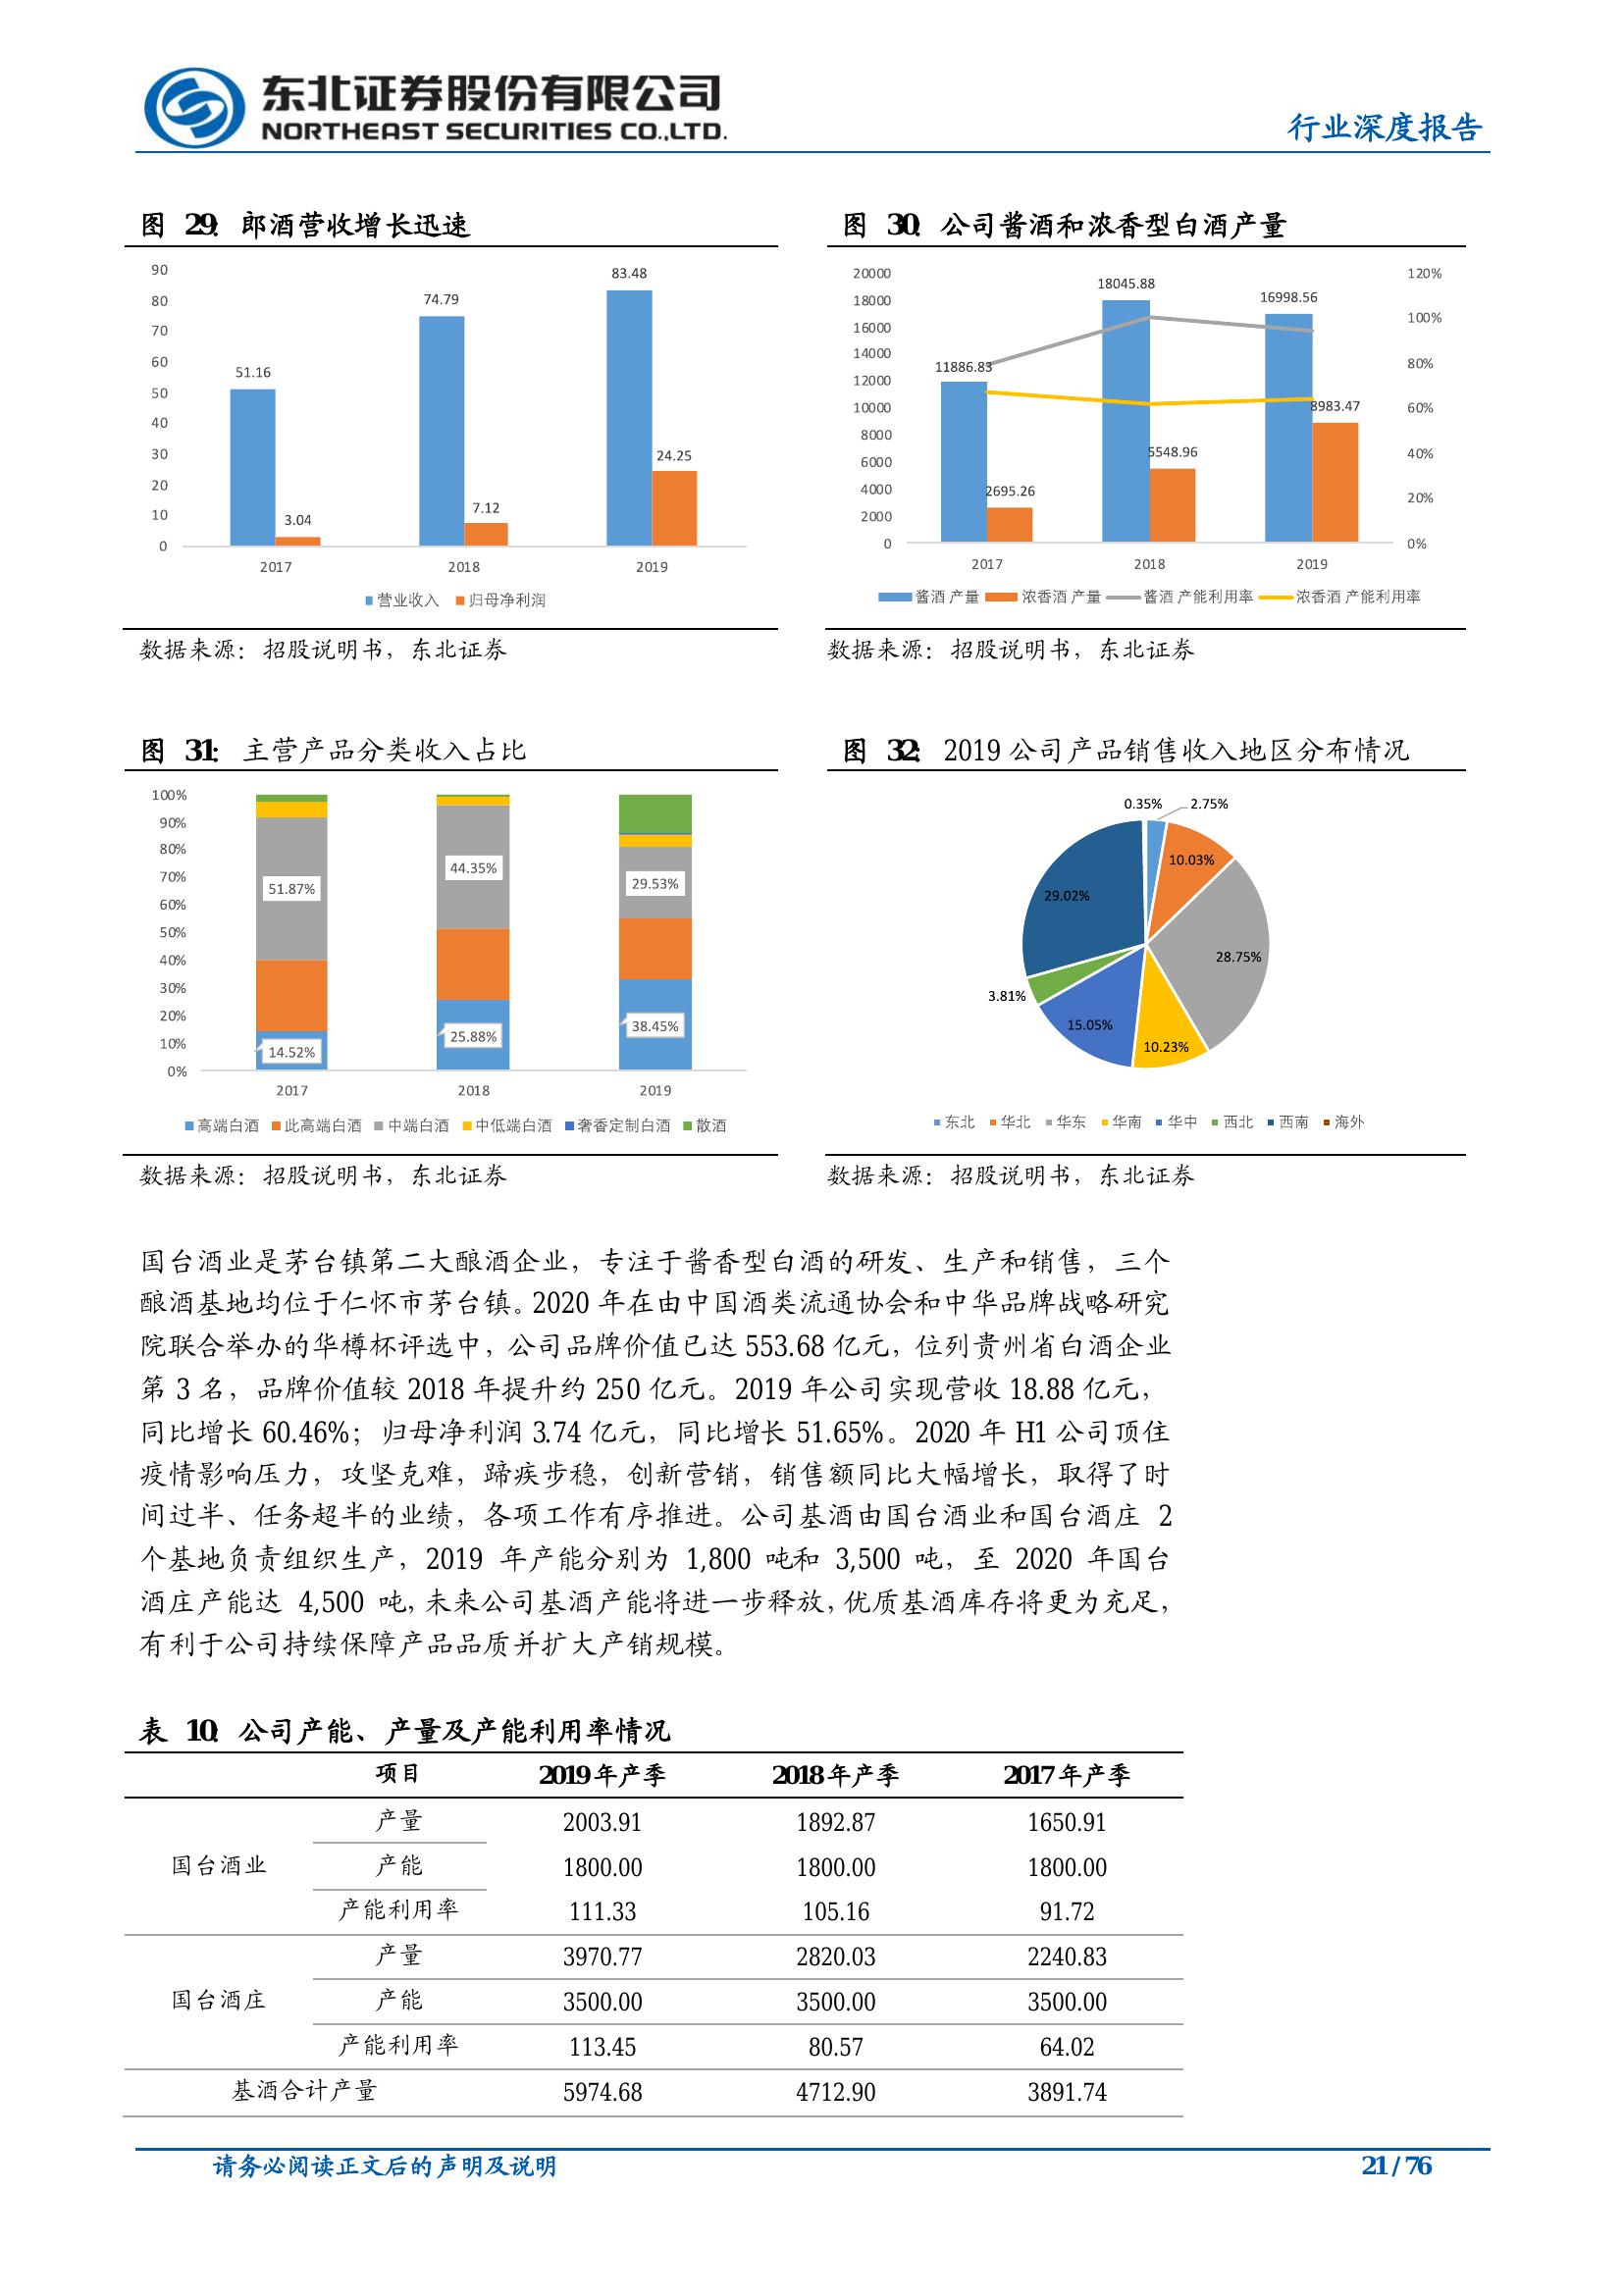 东北证券股份有限公司
NORTHEAST SECURITIES CO.,LTD.
行业深度报告
图 29：郎酒营收增长迅速
90
80
70
60
50
40
30
20
10
0
51.16
3.04
74.79
7.12
83.48
24.25
2017 2018 2019
营业收入 归母净利润
数据来源：招股说明书，东北证券
图 30：公司酱酒和浓香型白酒产量
20000
18000
16000
14000
12000
10000
8000
6000
4000
2000
0
11886.83
2695.26
18045.88
5548.96
16998.56
8983.47
120%
100%
80%
60%
40%
20%
0%
2017 2018 2019
酱酒 产量 浓香酒 产量 酱酒 产能利用率 浓香酒 产能利用率
数据来源：招股说明书，东北证券
图 31：主营产品分类收入占比
100%
90%
80%
70%
60%
50%
40%
30%
20%
10%
0%
51.87%
14.52%
44.35%
25.88%
29.53%
38.45%
2017 2018 2019
高端白酒 此高端白酒 中端白酒 中低端白酒 奢香定制白酒 散酒
数据来源：招股说明书，东北证券
图 32：2019 公司产品销售收入地区分布情况
0.35% 2.75%
10.03%
29.02%
28.75%
3.81%
15.05%
10.23%
东北 华北 华东 华南 华中 西北 西南 海外
数据来源：招股说明书，东北证券
国台酒业是茅台镇第二大酿酒企业，专注于酱香型白酒的研发、生产和销售，三个
酿酒基地均位于仁怀市茅台镇。2020 年在由中国酒类流通协会和中华品牌战略研究
院联合举办的华樽杯评选中，公司品牌价值已达 553.68 亿元，位列贵州省白酒企业
第 3 名，品牌价值较 2018 年提升约 250 亿元。2019 年公司实现营收 18.88 亿元，
同比增长 60.46%；归母净利润 3.74 亿元，同比增长 51.65%。2020 年 H1 公司顶住
疫情影响压力，攻坚克难，蹄疾步稳，创新营销，销售额同比大幅增长，取得了时
间过半、任务超半的业绩，各项工作有序推进。公司基酒由国台酒业和国台酒庄 2
个基地负责组织生产，2019 年产能分别为 1,800 吨和 3,500 吨，至 2020 年国台
酒庄产能达 4,500 吨，未来公司基酒产能将进一步释放，优质基酒库存将更为充足，
有利于公司持续保障产品品质并扩大产销规模。
表 10：公司产能、产量及产能利用率情况
项目 2019 年产季 2018 年产季 2017 年产季
产量 2003.91 1892.87 1650.91
国台酒业 产能 1800.00 1800.00 1800.00
产能利用率 111.33 105.16 91.72
产量 3970.77 2820.03 2240.83
国台酒庄 产能 3500.00 3500.00 3500.00
产能利用率 113.45 80.57 64.02
基酒合计产量 5974.68 4712.90 3891.74
请务必阅读正文后的声明及说明
21 / 76